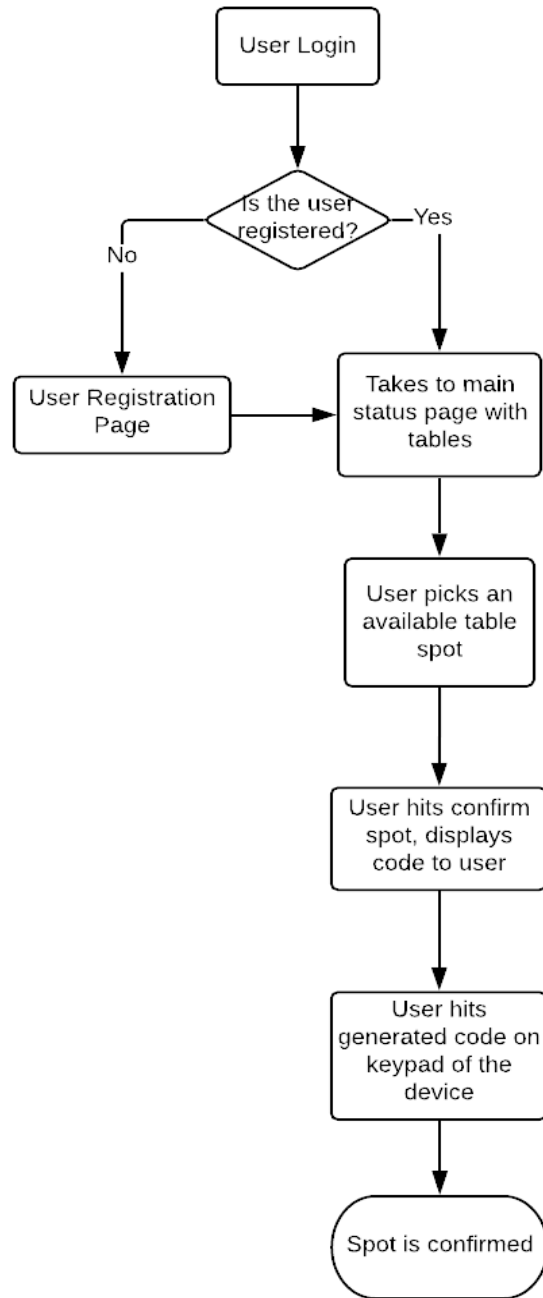 User Login
Is the user
registered?
Yes
No
User Registration
Page
Takes to main
status page with
tables
User picks an
available table
spot
User hits confirm
spot, displays
code to user
User hits
generated code on
keypad of the
device
Spot is confirmed